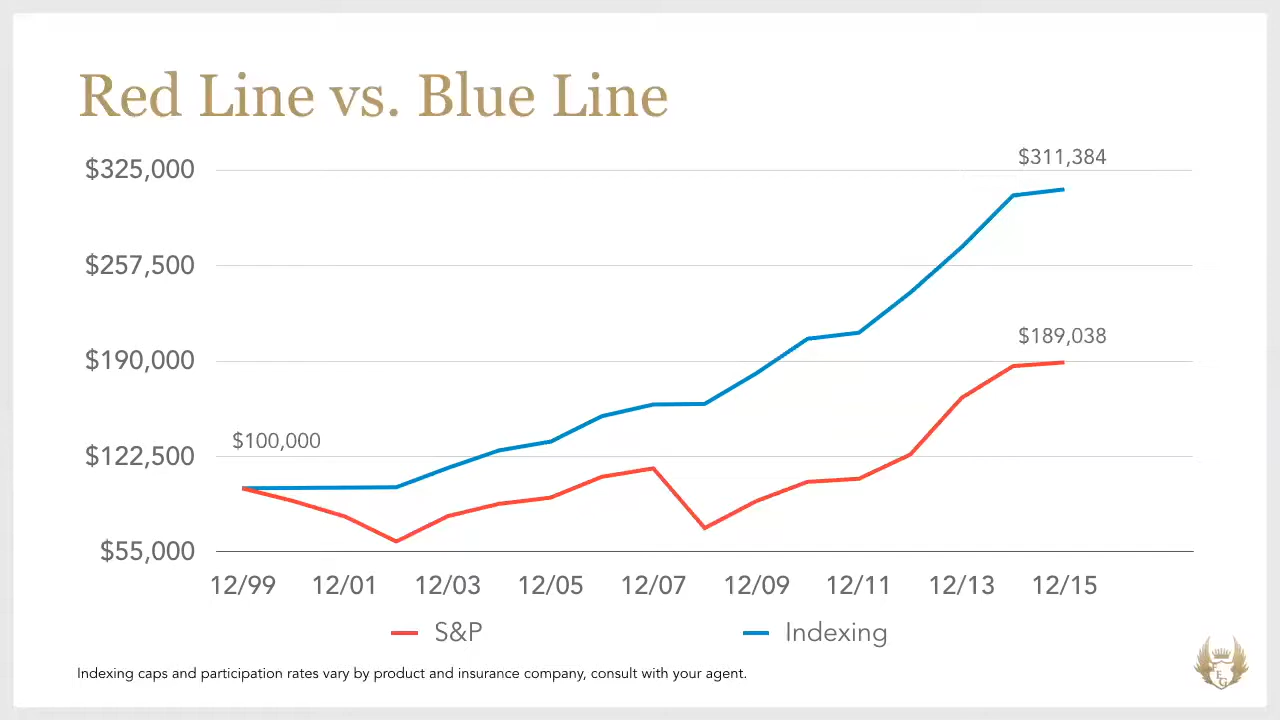 Red Line vs. Blue Line
$325,000
$311,384
$257,500
$189,038
$190,000
$100,000
$122,500
$55,000
12/99 12/01 12/03 12/05 12/07 12/09 12/11 12/13 12/15
S&P Indexing
Indexing caps and participation rates vary by product and insurance company, consult with your agent.